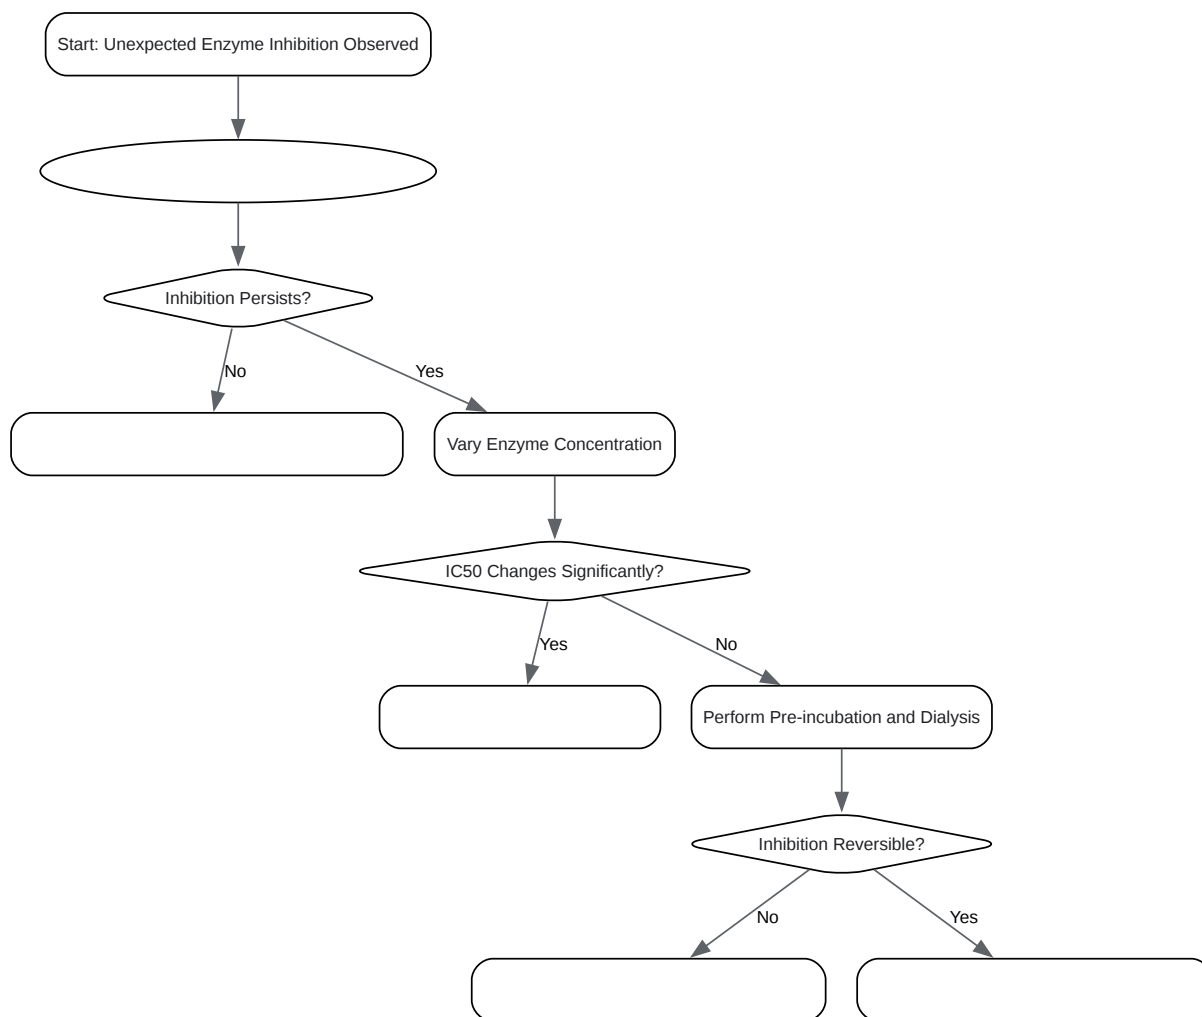 Start: Unexpected Enzyme Inhibition Observed
Inhibition Persists?
No
Yes
Vary Enzyme Concentration
IC50 Changes Significantly?
Yes
No
Perform Pre-incubation and Dialysis
Inhibition Reversible?
No
Yes